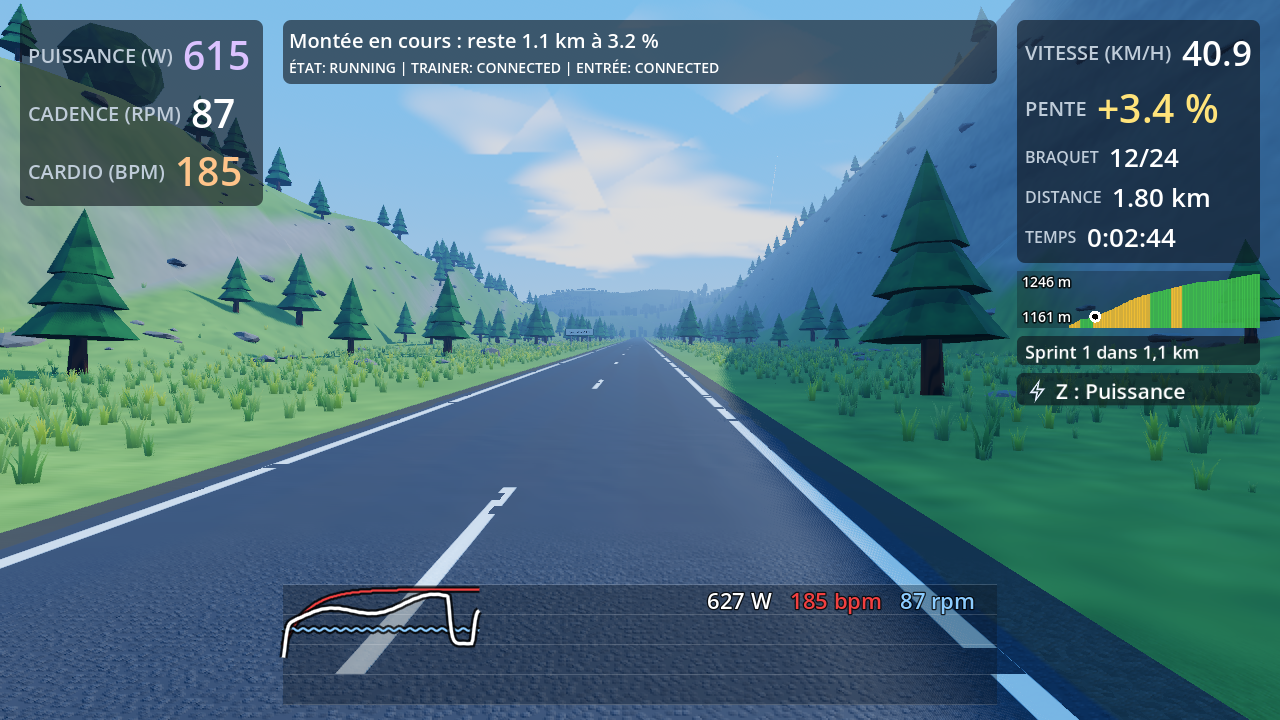 PUISSANCE (W) 615
CADENCE (RPM) 87
CARDIO (BPM) 185
Montée en cours : reste 1.1 km à 3.2 %
ÉTAT: RUNNING | TRAINER: CONNECTED | ENTRÉE: CONNECTED
VITESSE (KM/H) 40.9
PENTE +3.4 %
BRAQUET 12/24
DISTANCE 1.80 km
TEMPS 0:02:44
1246 m
1161 m
Sprint 1 dans 1,1 km
Z : Puissance
627 W 185 bpm 87 rpm